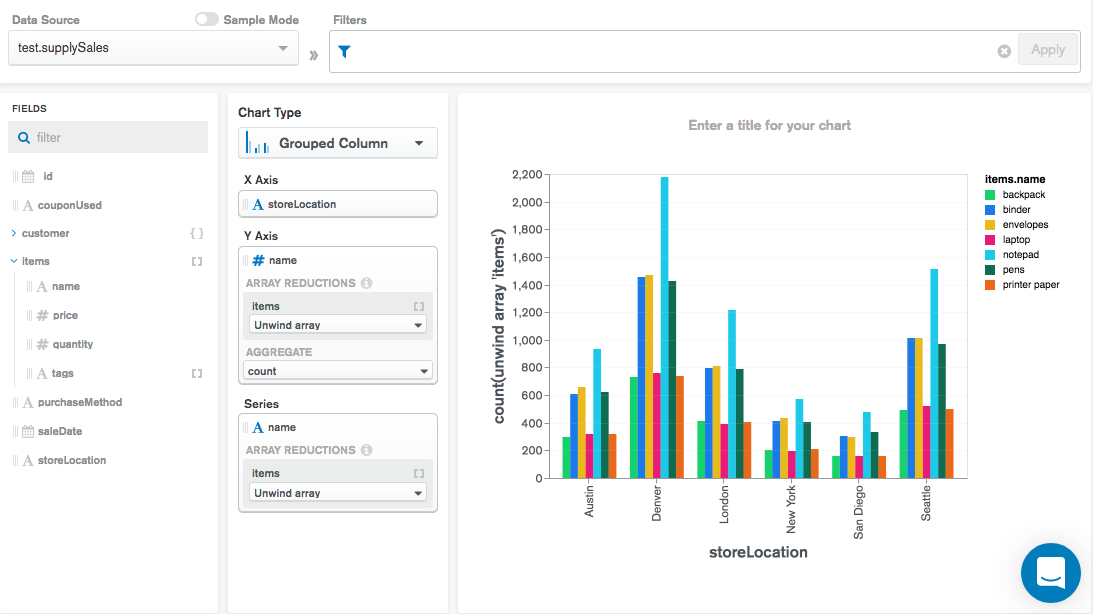 Data Source
Sample Mode
Filters
test.supplySales
Apply
FIELDS
filter
id
A couponUsed
customer { }
items [ ]
A name
# price
# quantity
A tags [ ]
A purchaseMethod
saleDate
A storeLocation
Chart Type
Grouped Column
X Axis
A storeLocation
Y Axis
# name
ARRAY REDUCTIONS i
items [ ]
Unwind array
AGGREGATE
count
Series
A name
ARRAY REDUCTIONS i
items [ ]
Unwind array
Enter a title for your chart
count(unwind array 'items')
2,200
2,000
1,800
1,600
1,400
1,200
1,000
800
600
400
200
0
Austin
Denver
London
New York
San Diego
Seattle
storeLocation
items.name
backpack
binder
envelopes
laptop
notepad
pens
printer paper